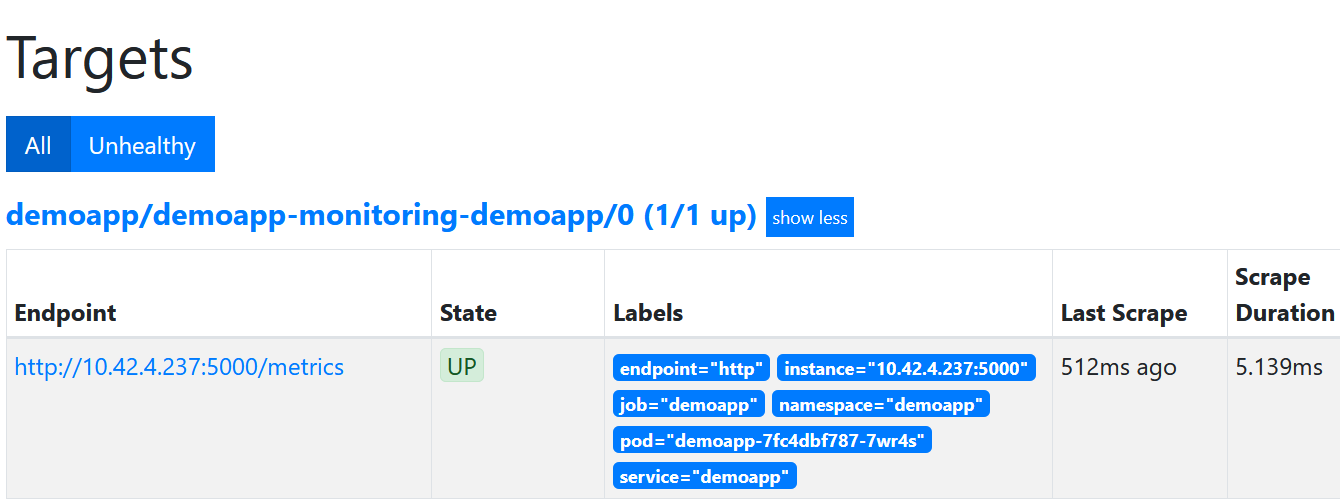 Targets
All Unhealthy
demoapp/demoapp-monitoring-demoapp/0 (1/1 up) show less
Endpoint State Labels Last Scrape Scrape Duration
http://10.42.4.237:5000/metrics UP endpoint="http" instance="10.42.4.237:5000" 512ms ago 5.139ms
job="demoapp" namespace="demoapp"
pod="demoapp-7fc4dbf787-7wr4s"
service="demoapp"